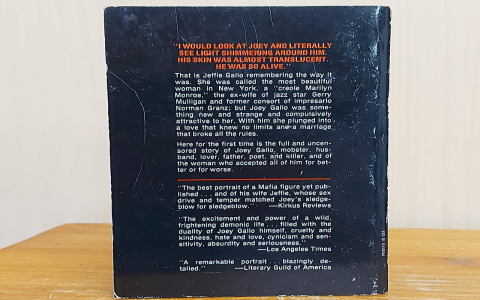 "I WOULD LOOK AT JOEY AND LITERALLY
SEE LIGHT SHIMMERING AROUND HIM.
HIS SKIN WAS ALMOST TRANSLUCENT.
HE WAS SO ALIVE."
That is Jeffie Gallo remembering the way it
was. She was called the most beautiful
woman in New York, a "creole Marilyn
Monroe," the ex-wife of jazz star Gerry
Mulligan and former consort of impresario
Norman Granz; but Joey Gallo was some-
thing new and strange and compulsively
attractive to her. With him she plunged into
a love that knew no limits and a marriage
that broke all the rules.
Here for the first time is the full and uncen-
sored story of Joey Gallo, mobster, hus-
band, lover, father, poet, and killer, and of
the woman who accepted all of him for bet-
ter or for worse.
"The best portrait of a Mafia figure yet pub-
lished . . . and of his wife Jeffie, whose sex
drive and temper matched Joey's sledge-
blow for sledgeblow." —Kirkus Reviews
"The excitement and power of a wild,
frightening demonic life . . . filled with the
duality of Joey Gallo himself, cruelty and
kindness, hate and love, cynicism and sen-
sitivity, absurdity and seriousness."
—Los Angeles Times
"A remarkable portrait . . . blazingly de-
tailed." —Literary Guild of America